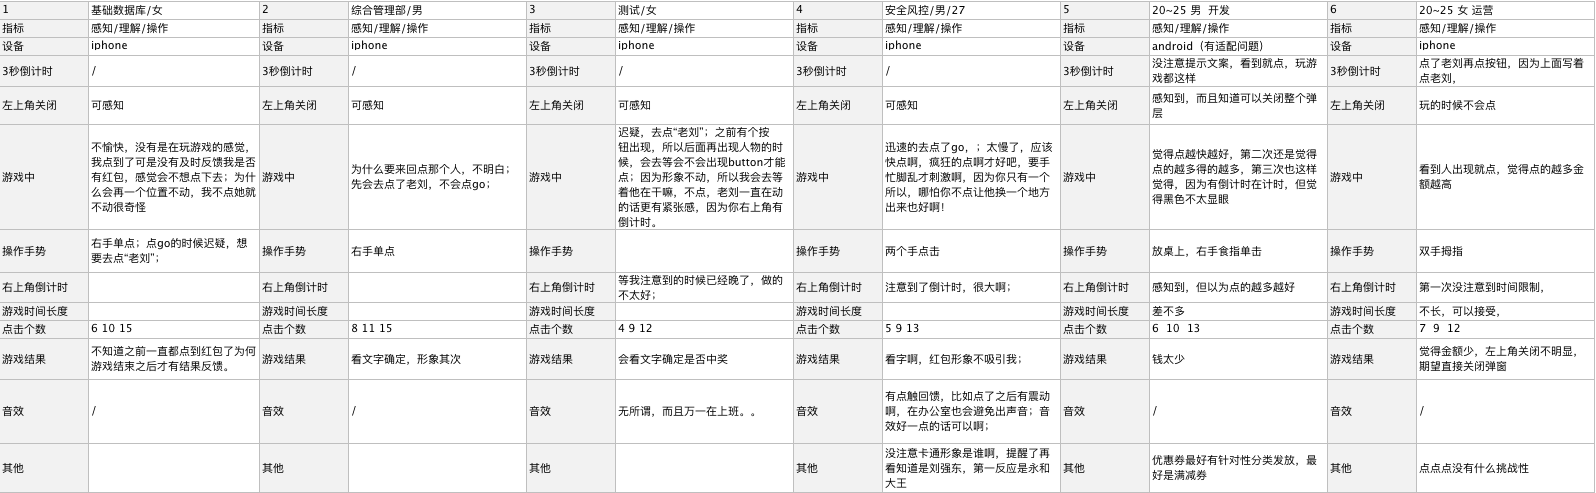 1 基础数据库/女 2 综合管理部/男 3 测试/女 4 安全风控/男/27 5 20~25 男 开发 6 20~25 女 运营
指标 感知/理解/操作 指标 感知/理解/操作 指标 感知/理解/操作 指标 感知/理解/操作 指标 感知/理解/操作 指标 感知/理解/操作
设备 iphone 设备 iphone 设备 iphone 设备 iphone 设备 android（有适配问题） 设备 iphone
3秒倒计时 / 3秒倒计时 / 3秒倒计时 / 3秒倒计时 / 3秒倒计时
没注意提示文案，看到就点，玩游
戏都这样
3秒倒计时
点了老刘再点按钮，因为上面写着
点老刘，
左上角关闭 可感知 左上角关闭 可感知 左上角关闭 可感知 左上角关闭 可感知 左上角关闭
感知到，而且知道可以关闭整个弹
层
左上角关闭 玩的时候不会点
游戏中
不愉快，没有是在玩游戏的感觉，
我点到了可是没有及时反馈我是否
有红包，感觉会不想点下去；为什
么会再一个位置不动，我不点她就
不动很奇怪
游戏中
为什么要来回点那个人，不明白；
先会去点了老刘，不会点go；
游戏中
迟疑，去点“老刘”；之前有个按
钮出现，所以后面再出现人物的时
候，会去等会不会出现button才能
点；因为形象不动，所以我会去等
着他在干嘛，不点，老刘一直在动
的话更有紧张感，因为你右上角有
倒计时。
游戏中
迅速的去点了go，；太慢了，应该
快点啊，疯狂的点啊才好吧，要手
忙脚乱才刺激啊，因为你只有一个
所以，哪怕你不点让他换一个地方
出来也好啊！
游戏中
觉得点越快越好，第二次还是觉得
点的越多得的越多，第三次也这样
觉得，因为有倒计时在计时，但觉
得黑色不太显眼
游戏中
看到人出现就点，觉得点的越多金
额越高
操作手势
右手单点；点go的时候迟疑，想
要去点“老刘”；
操作手势 右手单点 操作手势 操作手势 两个手点击 操作手势 放桌上，右手食指单击 操作手势 双手拇指
右上角倒计时 右上角倒计时 右上角倒计时
等我注意到的时候已经晚了，做的
不太好；
右上角倒计时 注意到了倒计时，很大啊； 右上角倒计时 感知到，但以为点的越多越好 右上角倒计时 第一次没注意到时间限制，
游戏时间长度 游戏时间长度 游戏时间长度 游戏时间长度 游戏时间长度 差不多 游戏时间长度 不长，可以接受，
点击个数 6 10 15 点击个数 8 11 15 点击个数 4 9 12 点击个数 5 9 13 点击个数 6 10 13 点击个数 7 9 12
游戏结果
不知道之前一直都点到红包了为何
游戏结束之后才有结果反馈。
游戏结果 看文字确定，形象其次 游戏结果 会看文字确定是否中奖 游戏结果 看字啊，红包形象不吸引我； 游戏结果 钱太少 游戏结果
觉得金额少，左上角关闭不明显，
期望直接关闭弹窗
音效 / 音效 / 音效 无所谓，而且万一在上班。。 音效
有点触回馈，比如点了之后有震动
啊，在办公室也会避免出声音；音
效好一点的话可以啊；
音效 / 音效 /
其他 其他 其他 其他
没注意卡通形象是谁啊，提醒了再
看知道是刘强东，第一反应是永和
大王
其他
优惠券最好有针对性分类发放，最
好是满减券
其他 点点点没有什么挑战性